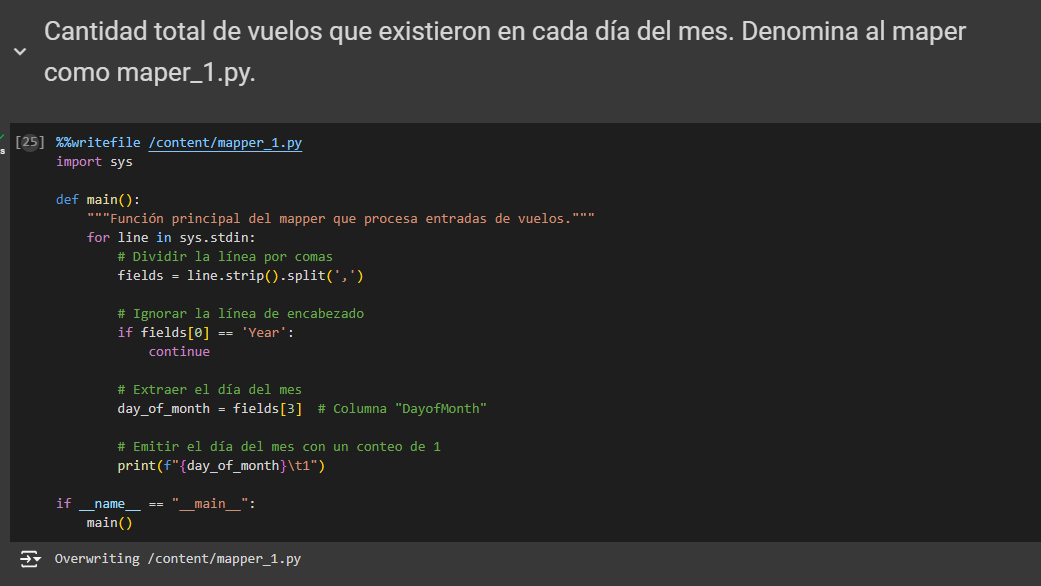 Cantidad total de vuelos que existieron en cada día del mes. Denomina al maper
como maper_1.py.
[25] %%writefile /content/mapper_1.py
s import sys
def main():
"""Función principal del mapper que procesa entradas de vuelos."""
for line in sys.stdin:
# Dividir la línea por comas
fields = line.strip().split(',')
# Ignorar la línea de encabezado
if fields[0] == 'Year':
continue
# Extraer el día del mes
day_of_month = fields[3]  # Columna "DayofMonth"
# Emitir el día del mes con un conteo de 1
print(f"{day_of_month}\t1")
if __name__ == "__main__":
main()
Overwriting /content/mapper_1.py